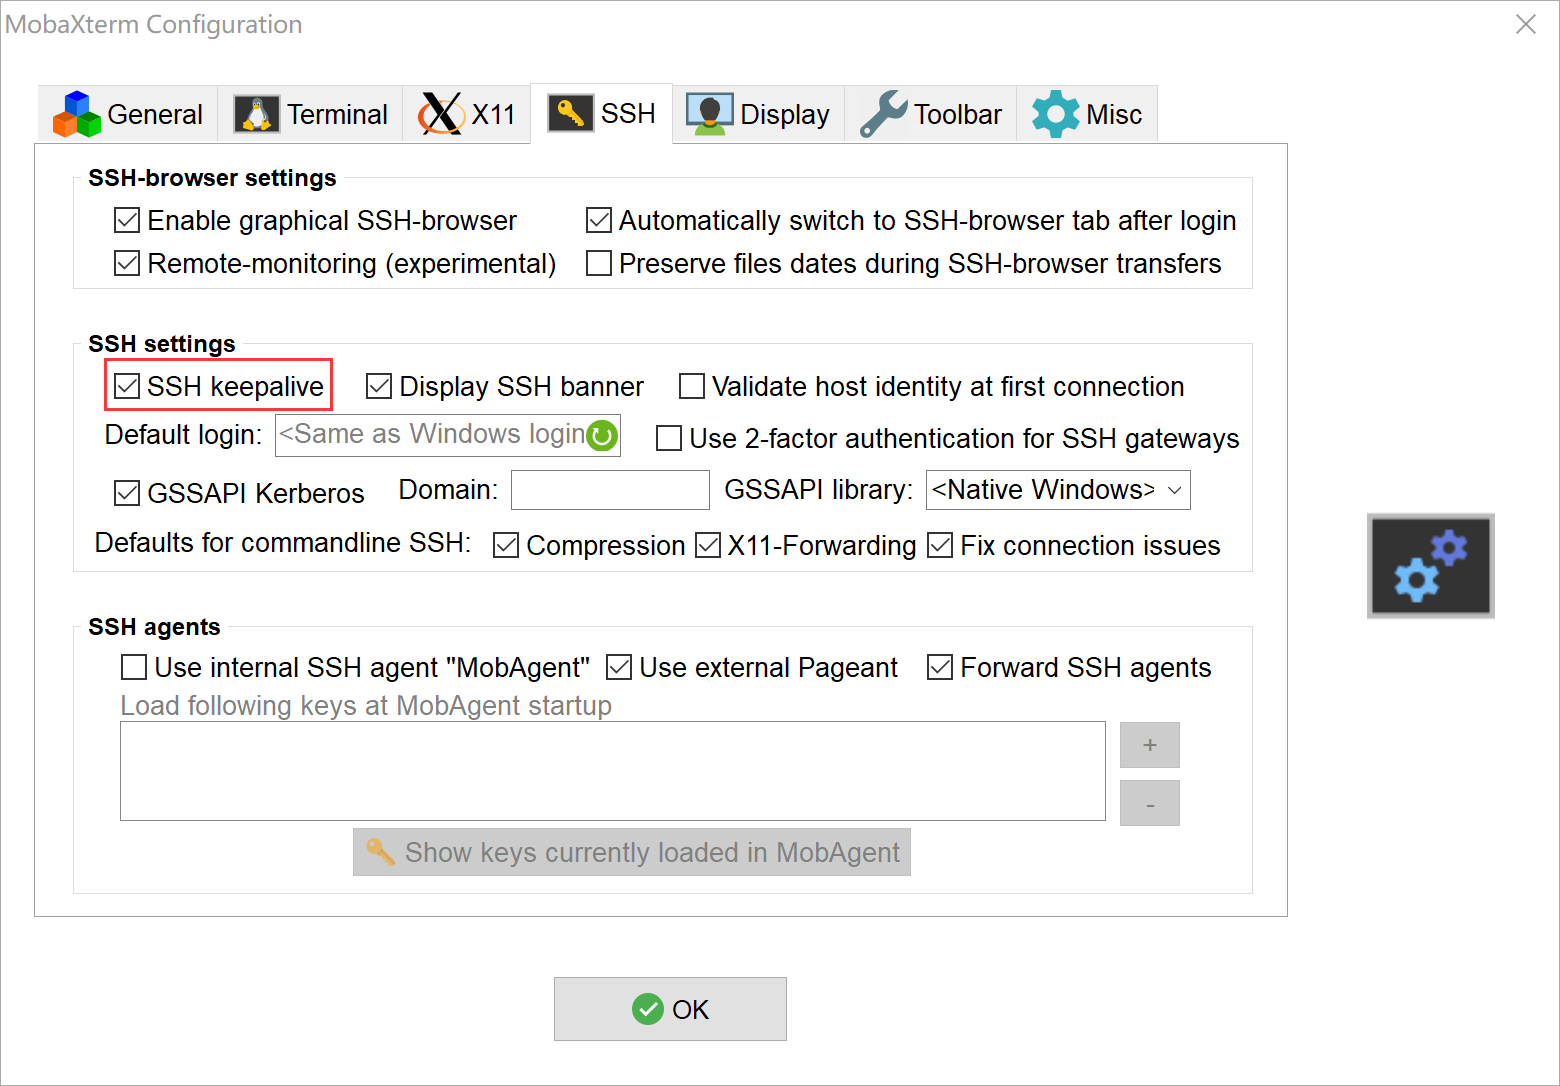 MobaXterm Configuration
General Terminal X11 SSH Display Toolbar Misc
SSH-browser settings
Enable graphical SSH-browser Automatically switch to SSH-browser tab after login
Remote-monitoring (experimental) Preserve files dates during SSH-browser transfers
SSH settings
SSH keepalive Display SSH banner Validate host identity at first connection
Default login: <Same as Windows login Use 2-factor authentication for SSH gateways
GSSAPI Kerberos Domain: GSSAPI library: <Native Windows>
Defaults for commandline SSH: Compression X11-Forwarding Fix connection issues
SSH agents
Use internal SSH agent "MobAgent" Use external Pageant Forward SSH agents
Load following keys at MobAgent startup
+
-
Show keys currently loaded in MobAgent
OK